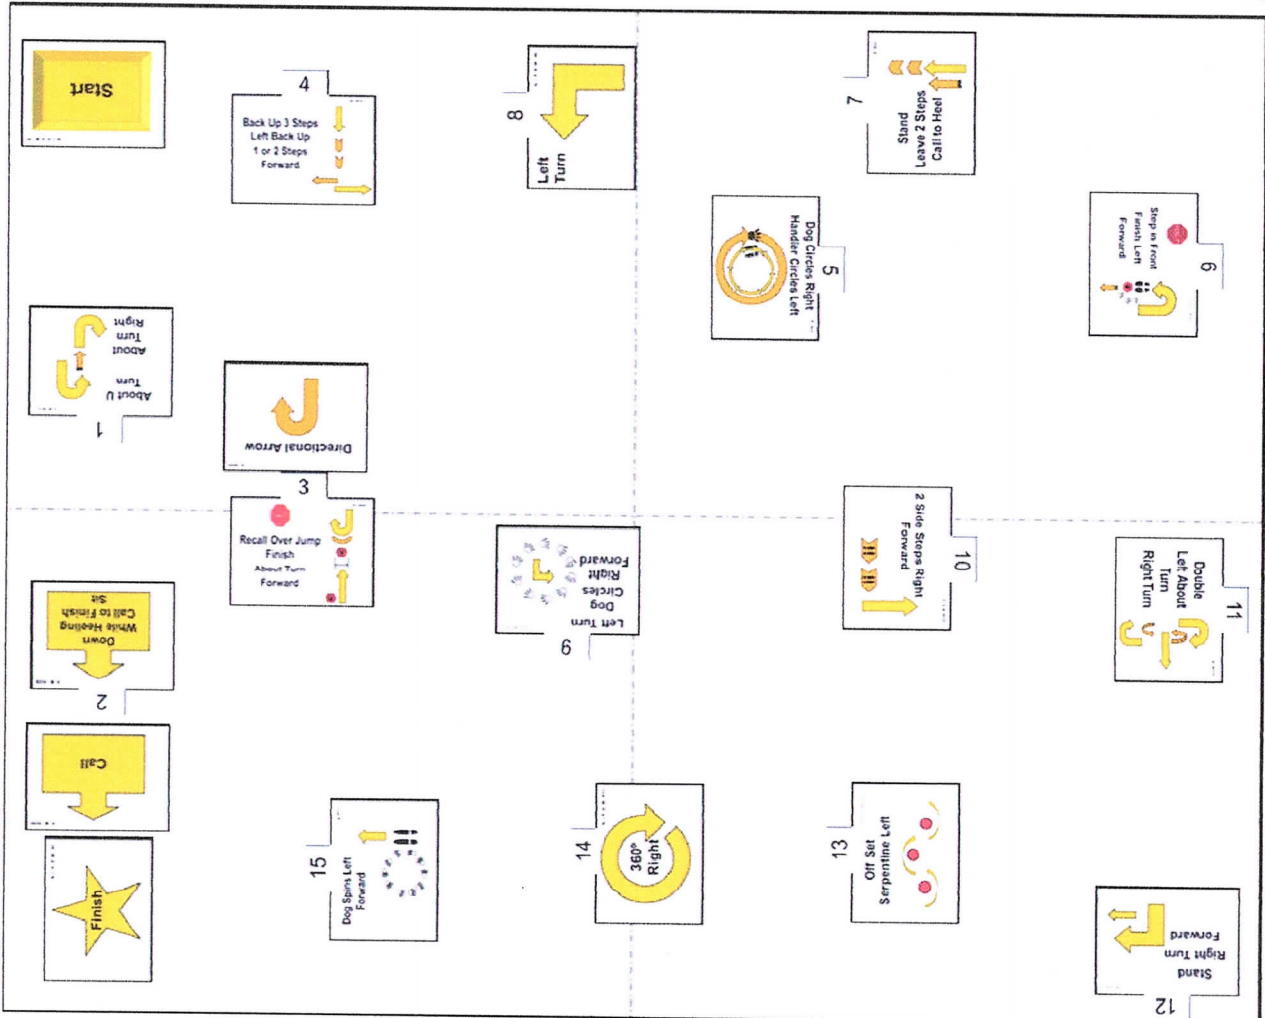 Start
About U
Turn
About
Turn
Right
1
Down
While Heeling
Call to Finish
Sit
2
Call
Finish
4
Back Up 3 Steps
Left Back Up
1 or 2 Steps
Forward
Directional Arrow
3
Recall Over Jump
Finish
About Turn
Forward
8
Left
Turn
Left Turn
Dog
Circles
Right
Forward
9
7
Stand
Leave 2 Steps
Call to Heel
5
Dog Circles Right
Handler Circles Left
6
Step in Front
Finish Left
Forward
10
2 Side Steps Right
Forward
11
Double
Left About
Turn
Right Turn
12
Stand
Right Turn
Forward
13
Off Set
Serpentine Left
14
360º
Right
15
Dog Spins Left
Forward